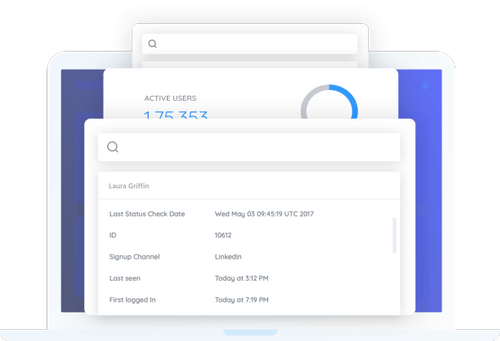 ACTIVE USERS
1,75,353
Laura Griffin
Last Status Check Date Wed May 03 09:45:19 UTC 2017
ID 10612
Signup Channel Linkedin
Last seen Today at 3:12 PM
First logged In Today at 7:19 PM